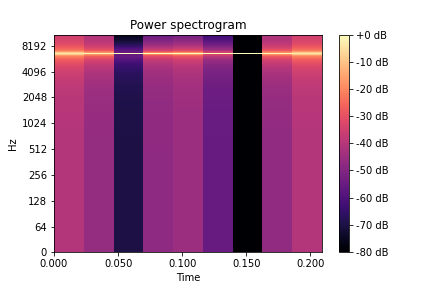 Power spectrogram
8192
4096
2048
1024
512
256
128
64
0
Hz
0.000 0.050 0.100 0.150 0.200
Time
+0 dB
-10 dB
-20 dB
-30 dB
-40 dB
-50 dB
-60 dB
-70 dB
-80 dB